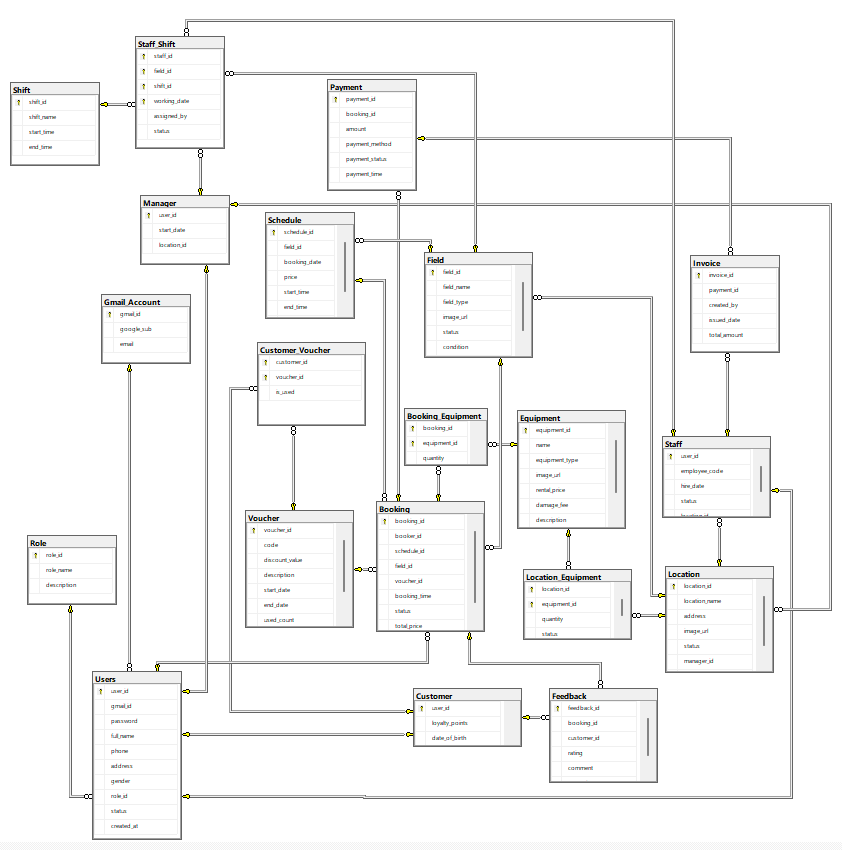 Staff_Shift
staff_id
field_id
shift_id
working_date
assigned_by
status
Shift
shift_id
shift_name
start_time
end_time
Payment
payment_id
booking_id
amount
payment_method
payment_status
payment_time
Manager
user_id
start_date
location_id
Schedule
schedule_id
field_id
booking_date
price
start_time
end_time
Field
field_id
field_name
field_type
image_url
status
condition
Invoice
invoice_id
payment_id
created_by
issued_date
total_amount
Gmail_Account
gmail_id
google_sub
email
Customer_Voucher
customer_id
voucher_id
is_used
Booking_Equipment
booking_id
equipment_id
quantity
Equipment
equipment_id
name
equipment_type
image_url
rental_price
damage_fee
description
Staff
user_id
employee_code
hire_date
status
Voucher
voucher_id
code
discount_value
description
start_date
end_date
used_count
Booking
booking_id
booker_id
schedule_id
field_id
voucher_id
booking_time
status
total_price
Role
role_id
role_name
description
Location_Equipment
location_id
equipment_id
quantity
status
Location
location_id
location_name
address
image_url
status
manager_id
Users
user_id
gmail_id
password
full_name
phone
address
gender
role_id
status
created_at
Customer
user_id
loyalty_points
date_of_birth
Feedback
feedback_id
booking_id
customer_id
rating
comment